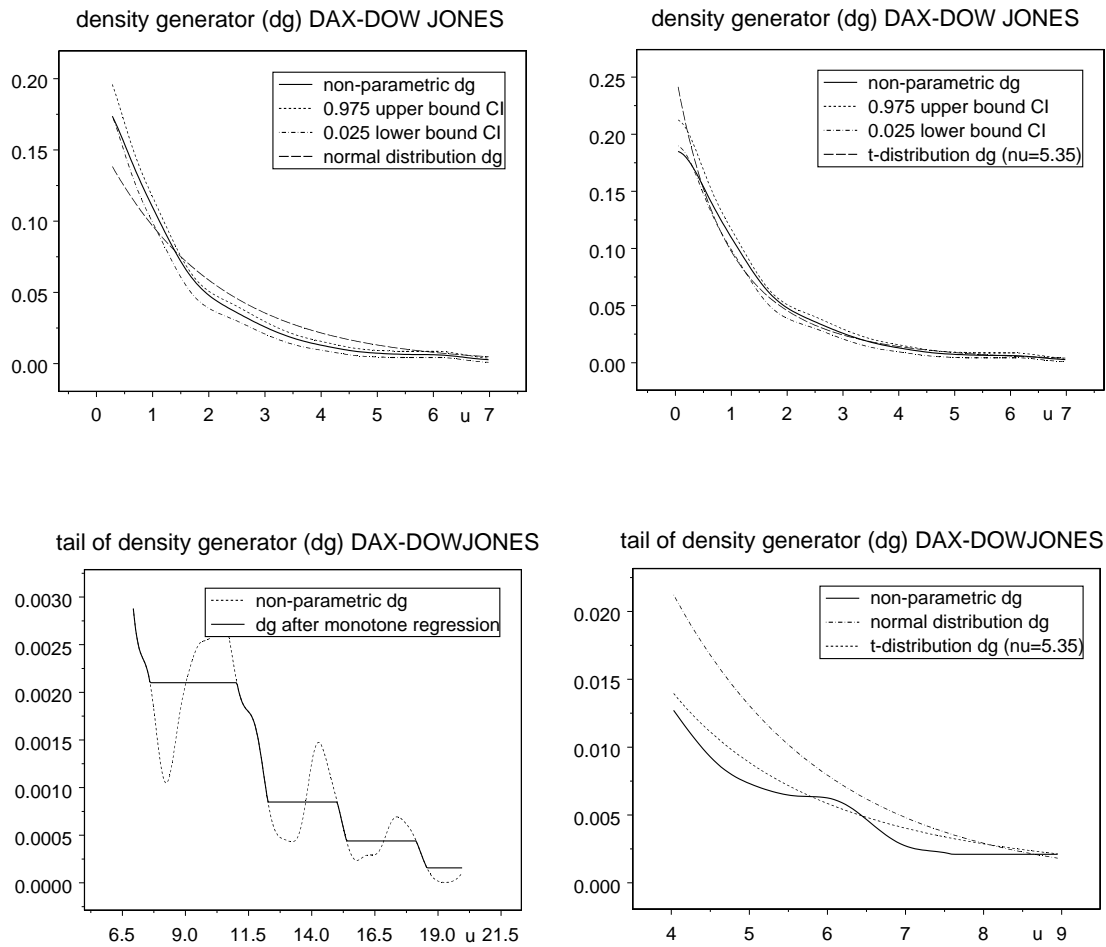 density generator (dg) DAX-DOW JONES
0.20
0.15
0.10
0.05
0.00
non-parametric dg
0.975 upper bound CI
0.025 lower bound CI
normal distribution dg
0 1 2 3 4 5 6 u 7
density generator (dg) DAX-DOW JONES
0.25
0.20
0.15
0.10
0.05
0.00
non-parametric dg
0.975 upper bound CI
0.025 lower bound CI
t-distribution dg (nu=5.35)
0 1 2 3 4 5 6 u 7
tail of density generator (dg) DAX-DOWJONES
0.0030
0.0025
0.0020
0.0015
0.0010
0.0005
0.0000
non-parametric dg
dg after monotone regression
6.5 9.0 11.5 14.0 16.5 19.0 u 21.5
tail of density generator (dg) DAX-DOWJONES
0.020
0.015
0.010
0.005
0.000
non-parametric dg
normal distribution dg
t-distribution dg (nu=5.35)
4 5 6 7 8 u 9